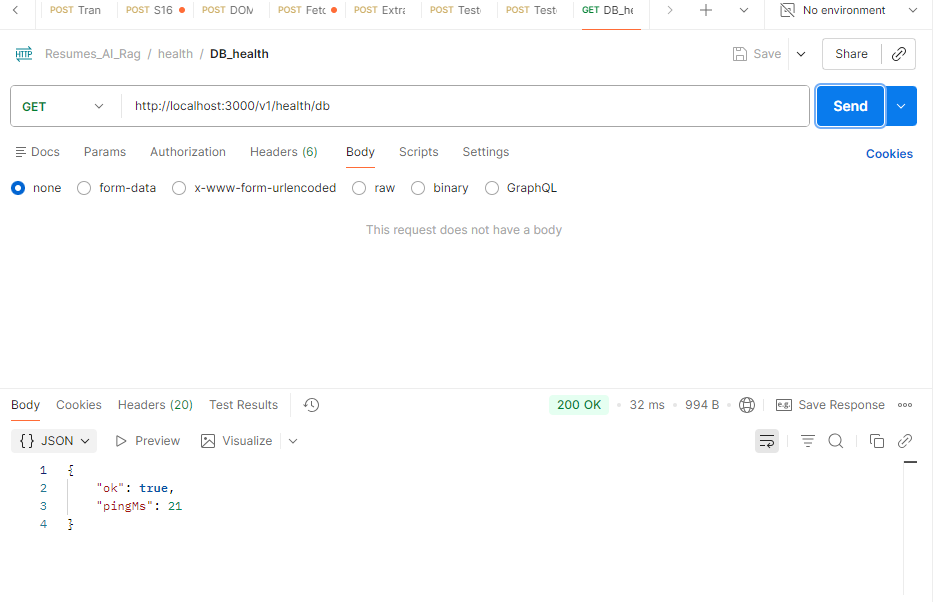 POST Tran POST S16 POST DOM POST Fetc POST Extra POST Test POST Test GET DB_he No environment
HTTP Resumes_AI_Rag / health / DB_health Save Share
GET http://localhost:3000/v1/health/db Send
Docs Params Authorization Headers (6) Body Scripts Settings Cookies
none form-data x-www-form-urlencoded raw binary GraphQL
This request does not have a body
Body Cookies Headers (20) Test Results 200 OK • 32 ms • 994 B • e.g. Save Response
{} JSON Preview Visualize
1 {
2 "ok": true,
3 "pingMs": 21
4 }